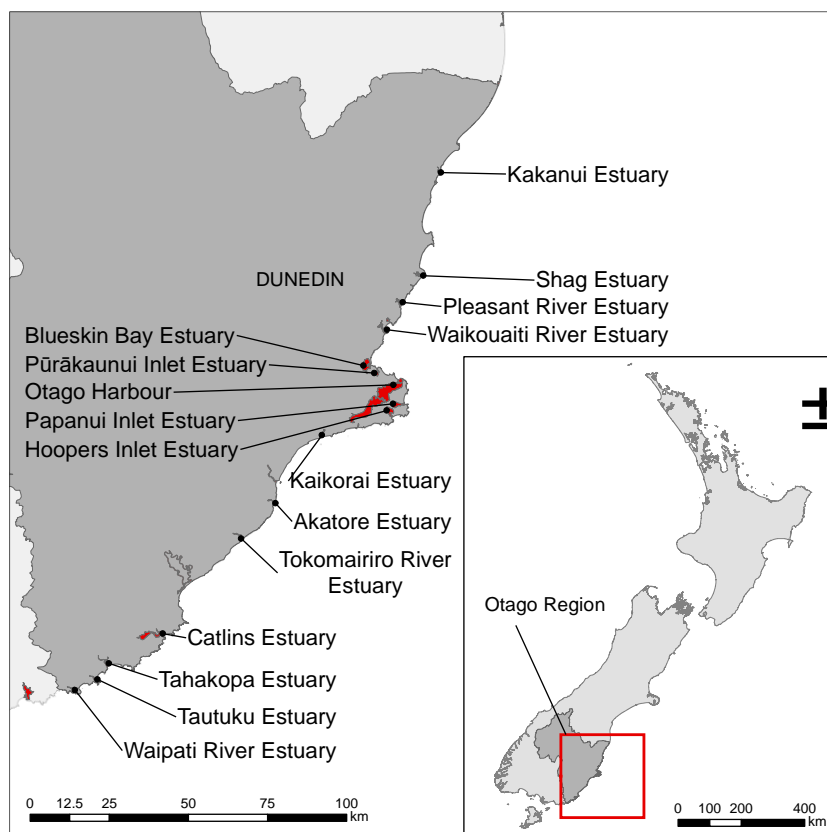 Kakanui Estuary
Shag Estuary
DUNEDIN
Pleasant River Estuary
Waikouaiti River Estuary
Blueskin Bay Estuary
Pūrākaunui Inlet Estuary
Otago Harbour
Papanui Inlet Estuary
Hoopers Inlet Estuary
Kaikorai Estuary
Akatore Estuary
Tokomairiro River
Estuary
Catlins Estuary
Tahakopa Estuary
Tautuku Estuary
Waipati River Estuary
0 12.5 25 50 75 100
km
Otago Region
0 100 200 400
km